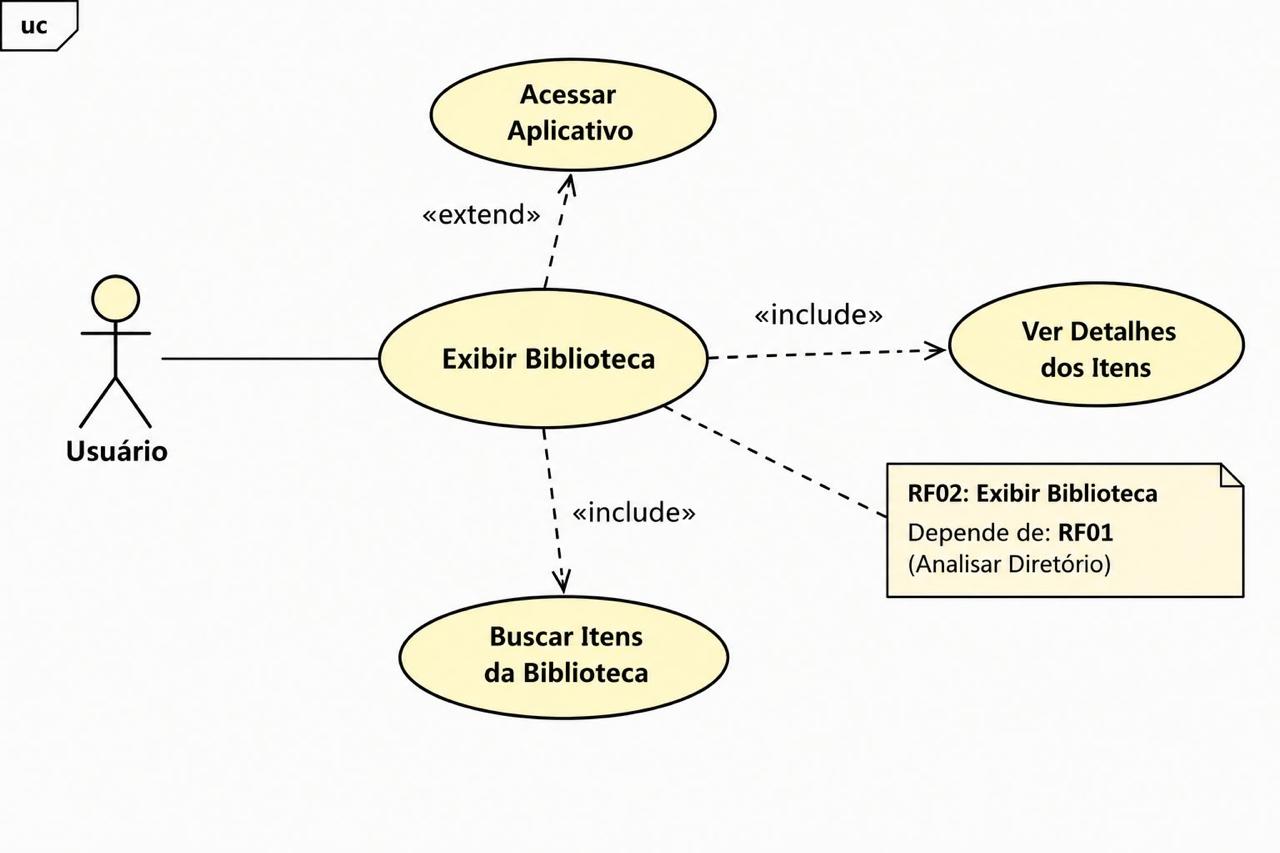 uc
Acessar
Aplicativo
«extend»
«include»
Ver Detalhes
dos Itens
Exibir Biblioteca
Usuário
RF02: Exibir Biblioteca
Depende de: RF01
(Analisar Diretório)
«include»
Buscar Itens
da Biblioteca